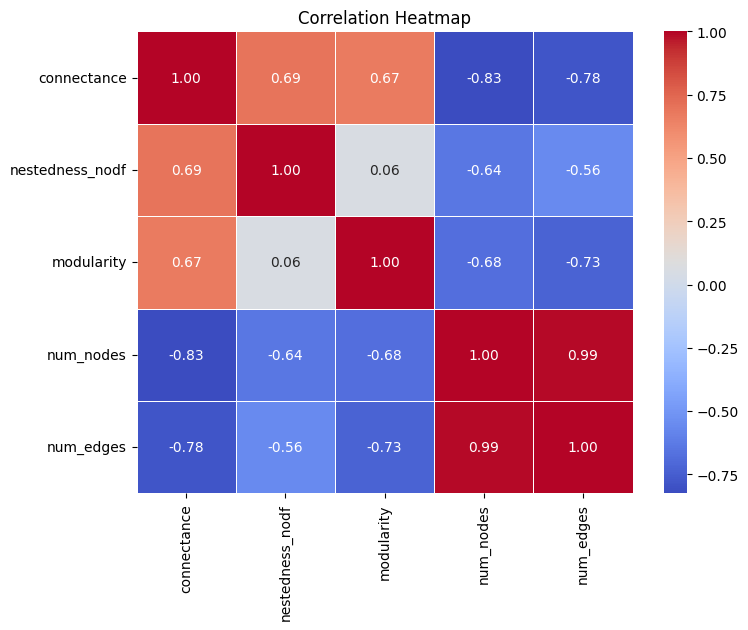 Correlation Heatmap
connectance 1.00 0.69 0.67 -0.83 -0.78
nestedness_nodf 0.69 1.00 0.06 -0.64 -0.56
modularity 0.67 0.06 1.00 -0.68 -0.73
num_nodes -0.83 -0.64 -0.68 1.00 0.99
num_edges -0.78 -0.56 -0.73 0.99 1.00
connectance
nestedness_nodf
modularity
num_nodes
num_edges
1.00
0.75
0.50
0.25
0.00
−0.25
−0.50
−0.75